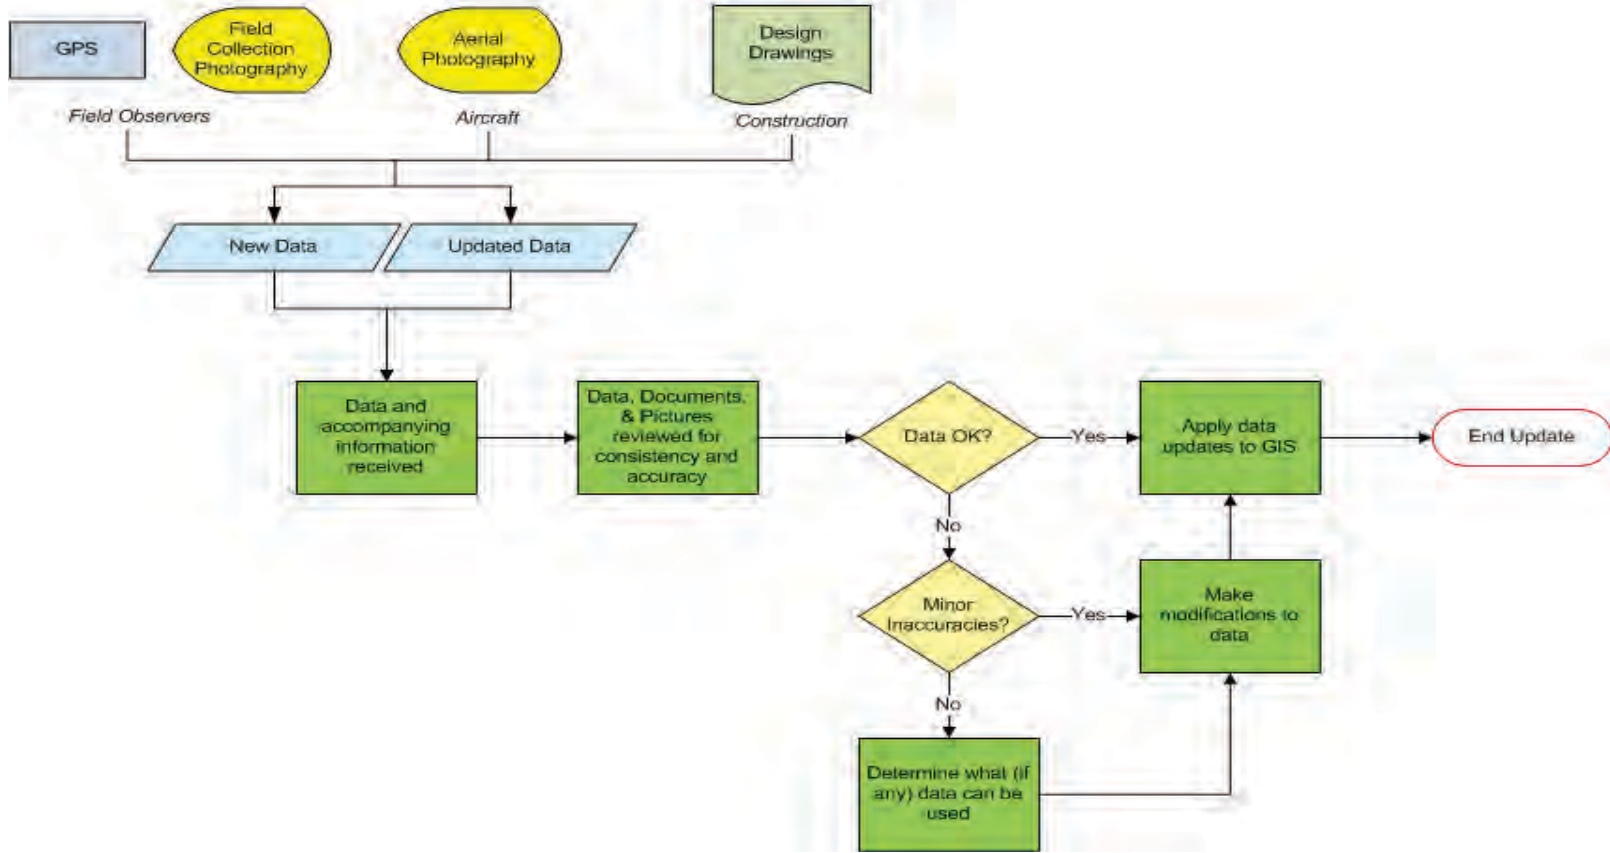 GPS
Field
Collection
Photography
Aerial
Photography
Design
Drawings
Field Observers
Aircraft
Construction
New Data
Updated Data
Data and
accompanying
information
received
Data, Documents,
& Pictures
reviewed for
consistency and
accuracy
Data OK?
Yes
Apply data
updates to GIS
End Update
No
Minor
Inaccuracies?
Yes
Make
modifications to
data
No
Determine what (if
any) data can be
used